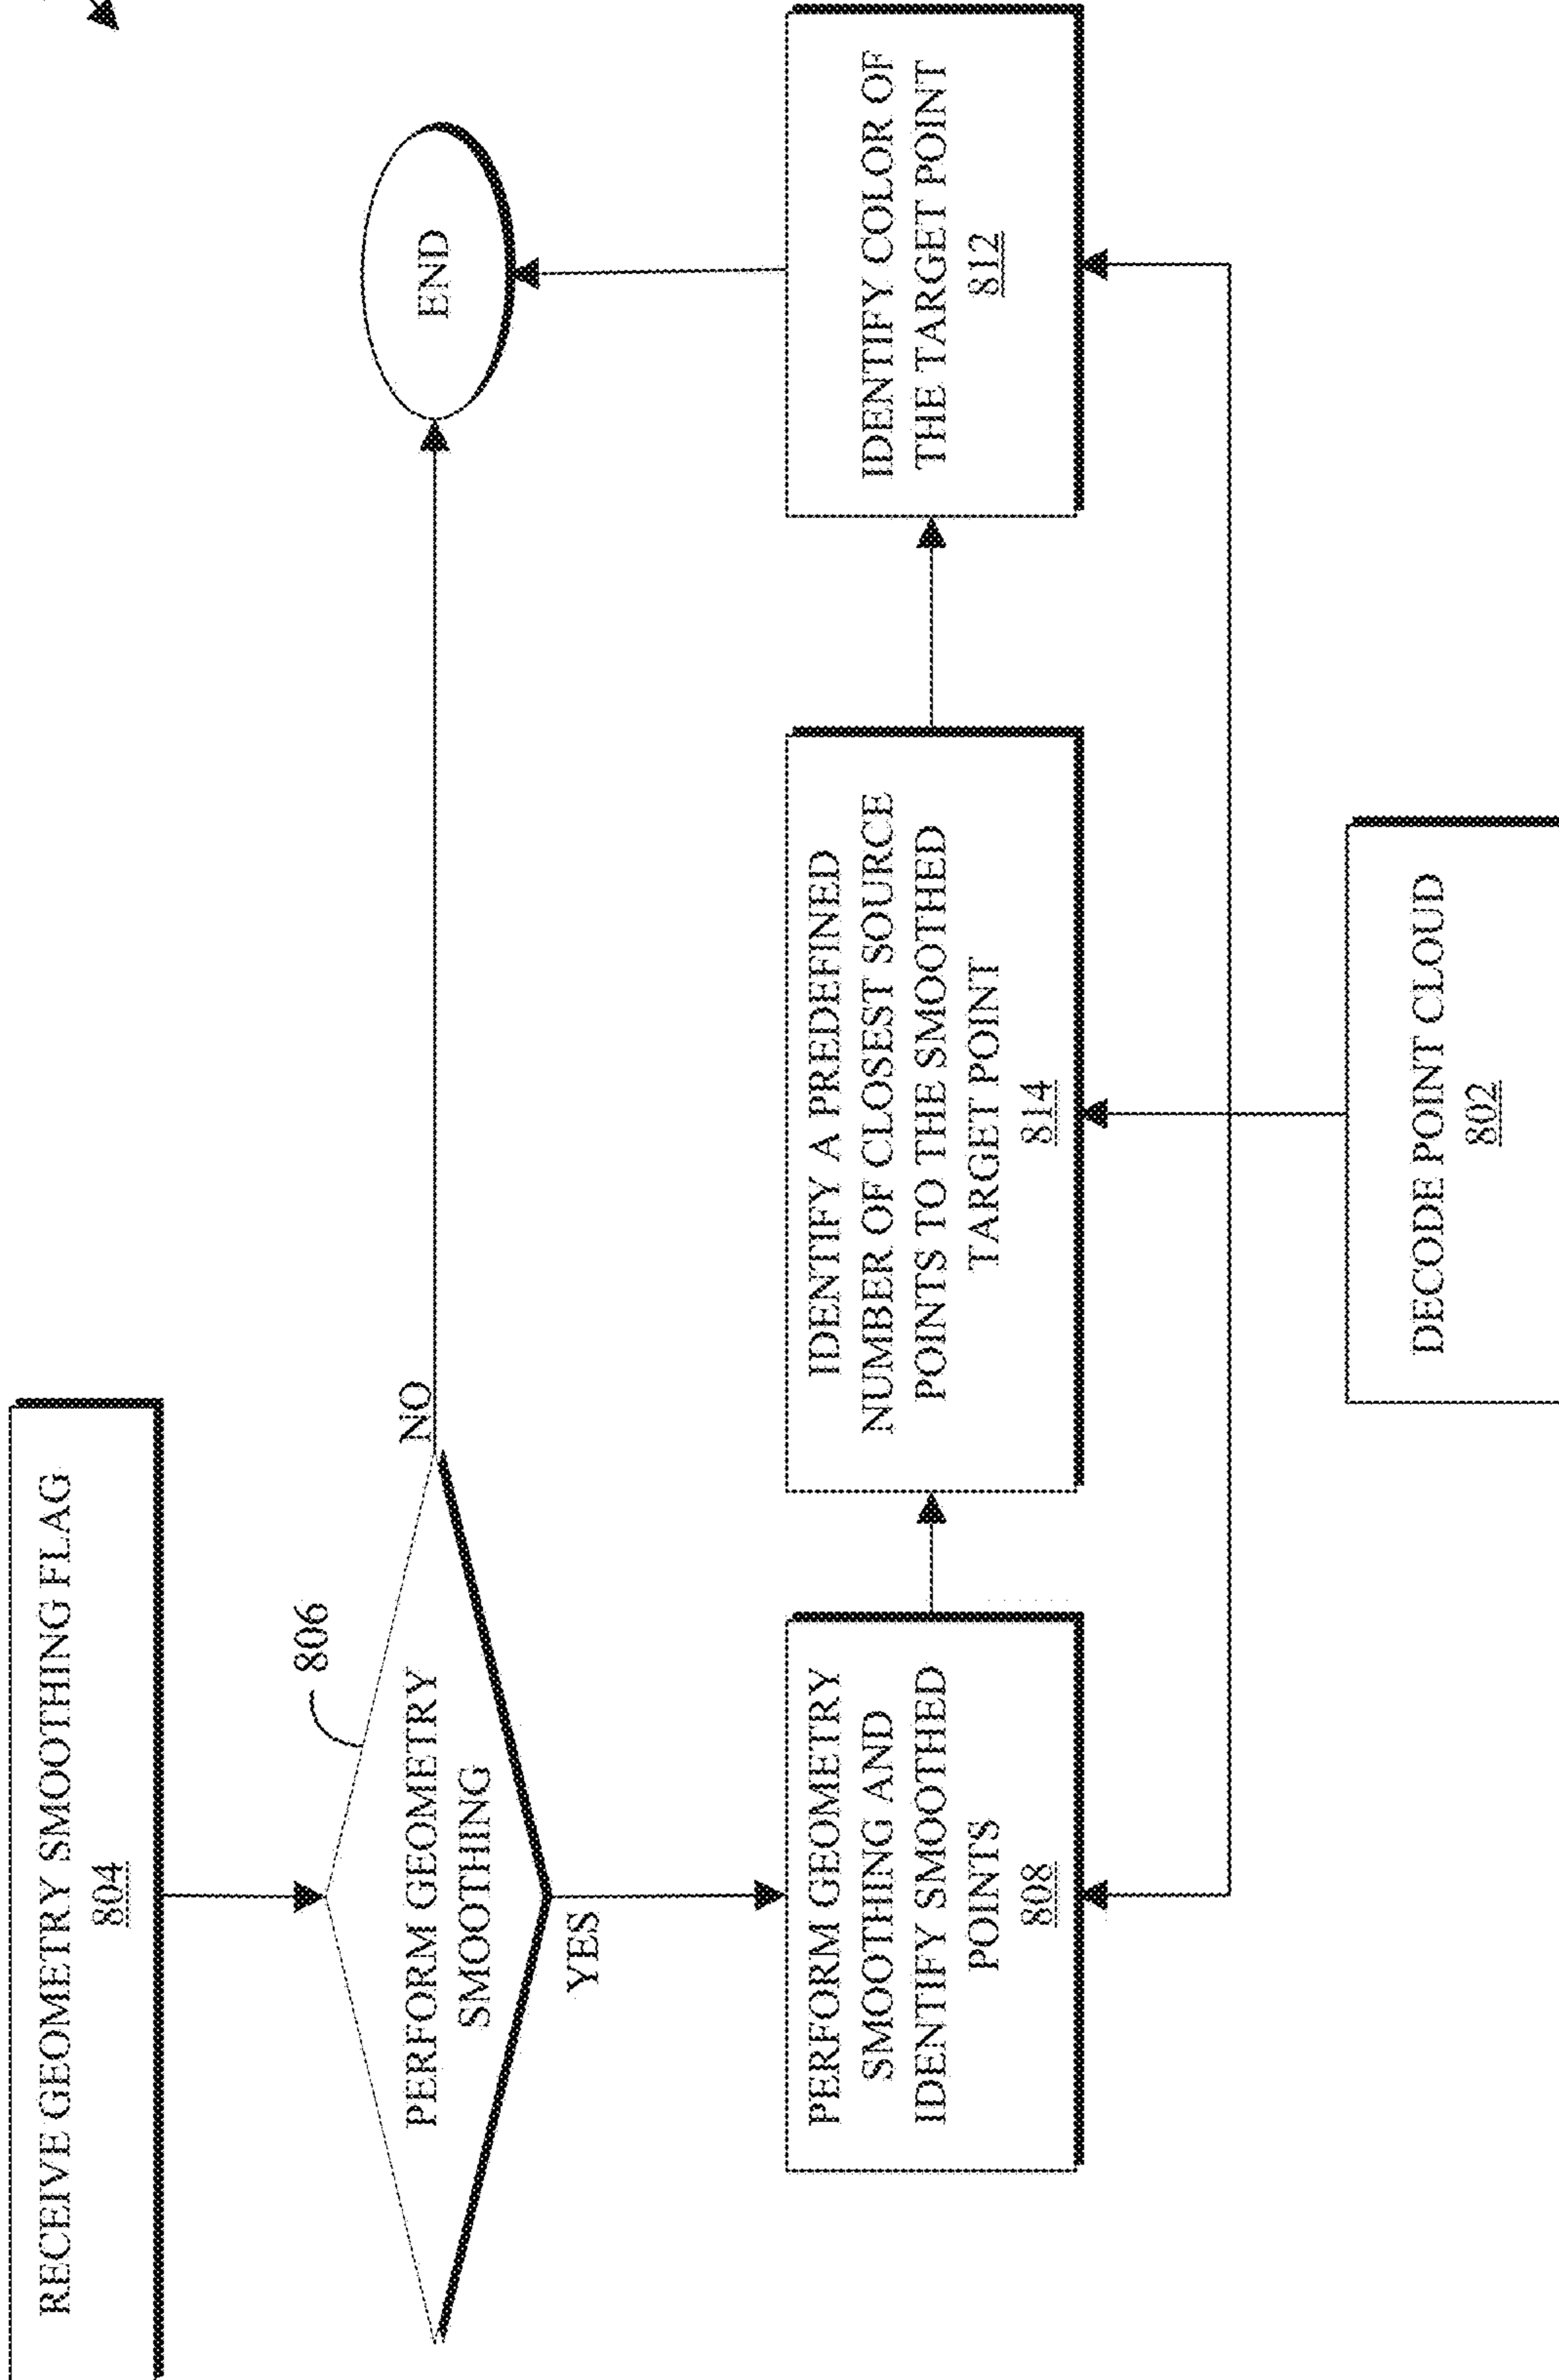 RECEIVE GEOMETRY SMOOTHING FLAG
804
806
PERFORM GEOMETRY
SMOOTHING
NO
YES
END
PERFORM GEOMETRY
SMOOTHING AND
IDENTIFY SMOOTHED
POINTS
808
IDENTIFY A PREDEFINED
NUMBER OF CLOSEST SOURCE
POINTS TO THE SMOOTHED
TARGET POINT
814
IDENTIFY COLOR OF
THE TARGET POINT
812
DECODE POINT CLOUD
802